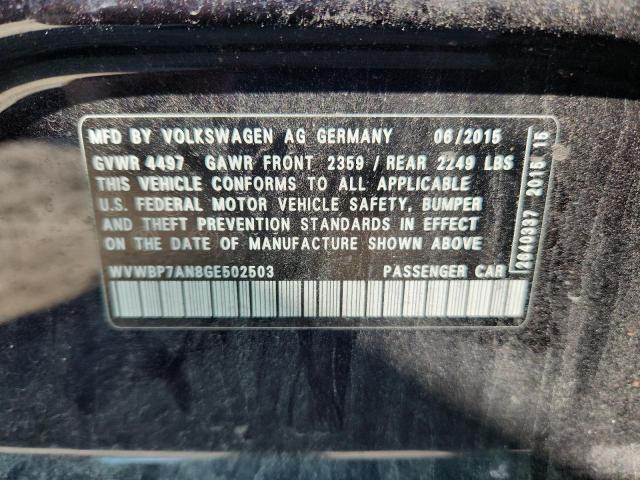 MFD BY VOLKSWAGEN AG GERMANY 06/2015
GVWR 4497 GAWR FRONT 2359 / REAR 2249 LBS
THIS VEHICLE CONFORMS TO ALL APPLICABLE
U.S. FEDERAL MOTOR VEHICLE SAFETY, BUMPER
AND THEFT PREVENTION STANDARDS IN EFFECT
ON THE DATE OF MANUFACTURE SHOWN ABOVE
WVWBP7AN8GE502503 PASSENGER CAR
2640387 2015 15